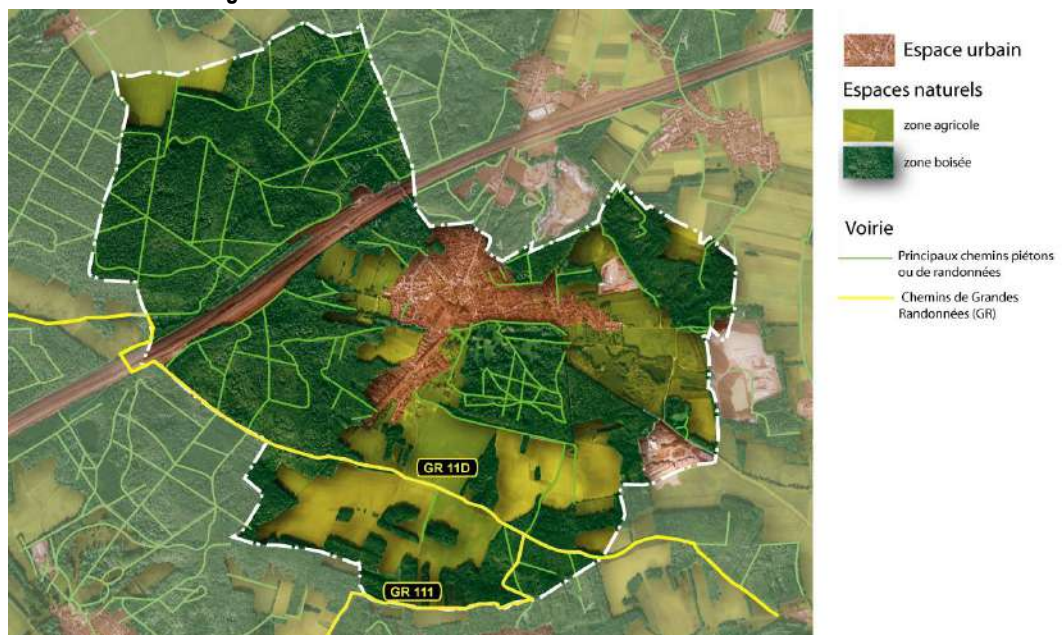 Espace urbain
Espaces naturels
zone agricole
zone boisée
Voirie
Principaux chemins piétons
ou de randonnées
Chemins de Grandes
Randonnées (GR)
GR 11D
GR 111